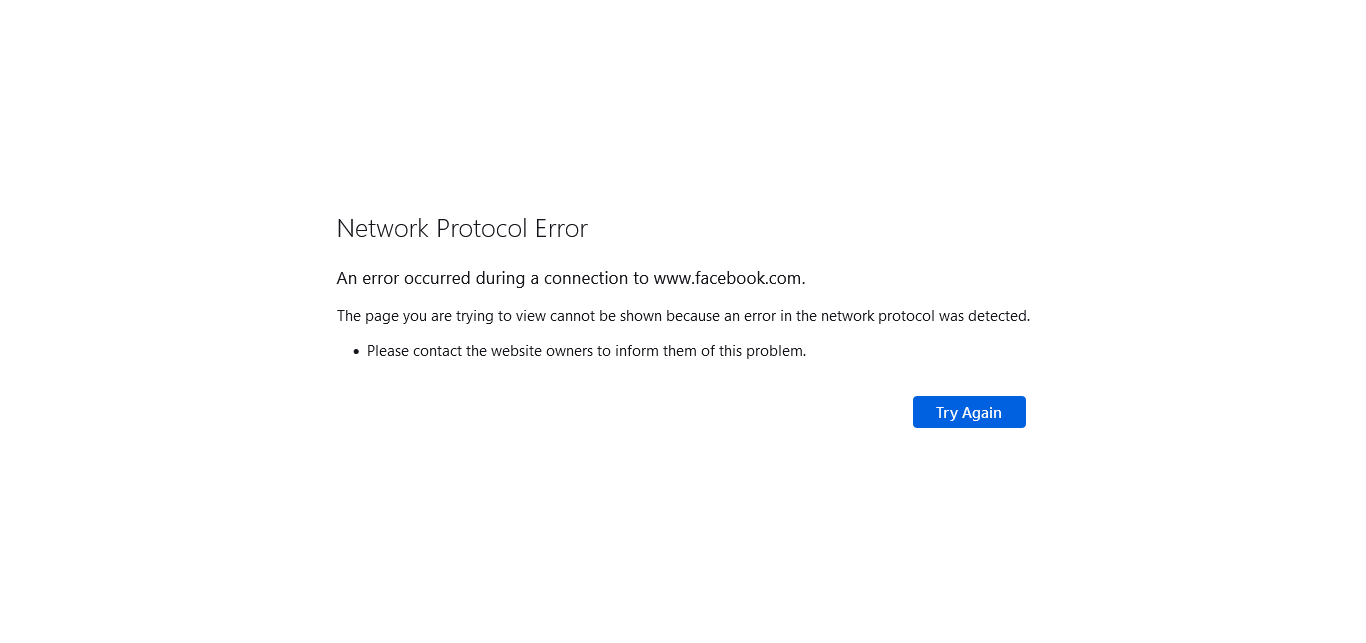 Network Protocol Error
An error occurred during a connection to www.facebook.com.
The page you are trying to view cannot be shown because an error in the network protocol was detected.
• Please contact the website owners to inform them of this problem.
Try Again